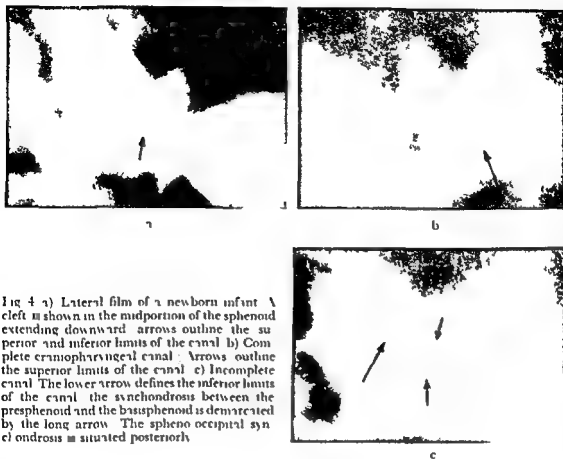 a
b
Fig 4 a) Lateral film of a newborn infant A
cleft is shown in the midportion of the sphenoid
extending downward arrows outline the su
perior and inferior limits of the canal b) Com
plete craniopharyngeal canal Arrows outline
the superior limits of the canal c) Incomplete
canal The lower arrow defines the inferior limits
of the canal the synchondrosis between the
presphenoid and the basisphenoid is demarcated
by the long arrow The spheno occipital syn
chondrosis is situated posteriorly
c